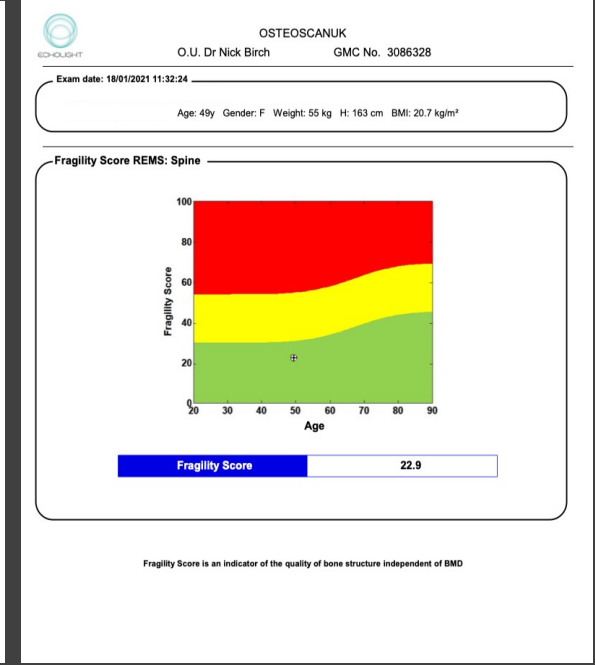 OSTEOSCANUK
ECHOLIGHT
O.U. Dr Nick Birch GMC No. 3086328
Exam date: 18/01/2021 11:32:24
Age: 49y Gender: F Weight: 55 kg H: 163 cm BMI: 20.7 kg/m²
Fragility Score REMS: Spine
100
80
60
40
20
0
Fragility Score
20 30 40 50 60 70 80 90
Age
Fragility Score 22.9
Fragility Score is an indicator of the quality of bone structure independent of BMD